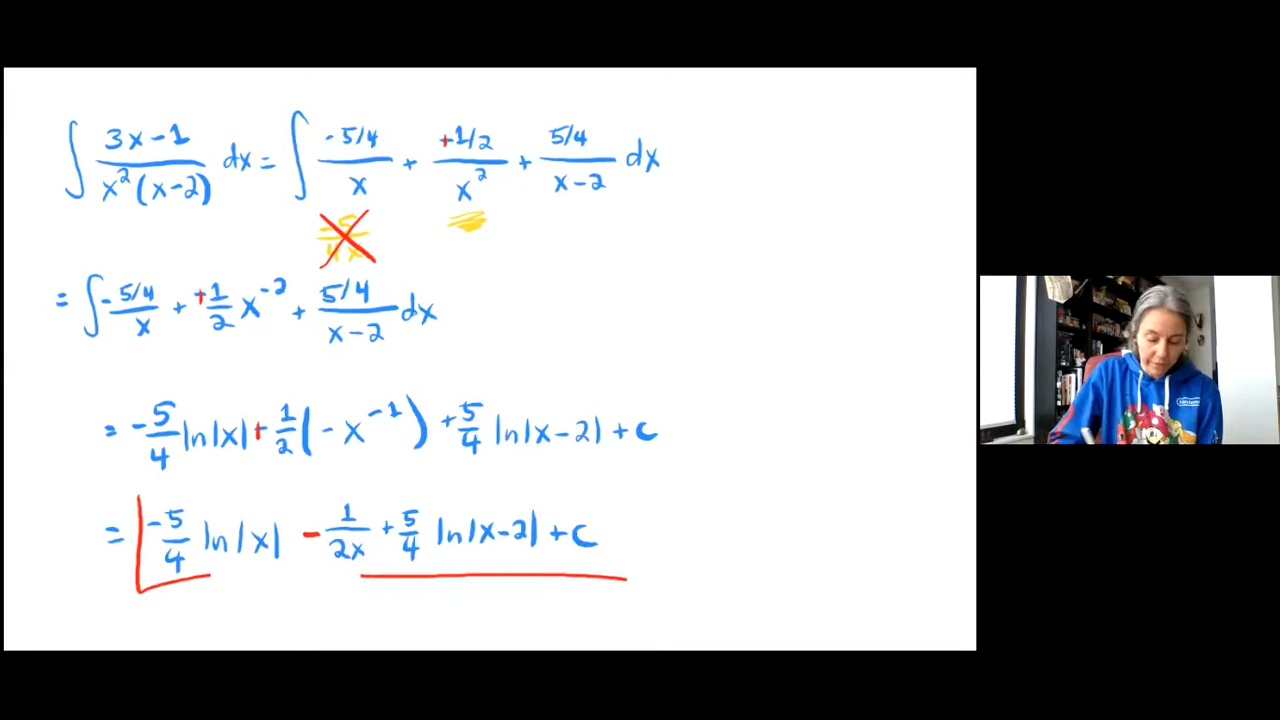 ∫ (3x-1)/(x²(x-2)) dx = ∫ (-5/4)/x + (+1/2)/x² + (5/4)/(x-2) dx
-5/(4x)
= ∫ (-5/4)/x + +1/2 x⁻² + (5/4)/(x-2) dx
= -5/4 ln|x| + 1/2 (-x⁻¹) + 5/4 ln|x-2| + C
= -5/4 ln|x| - 1/(2x) + 5/4 ln|x-2| + C